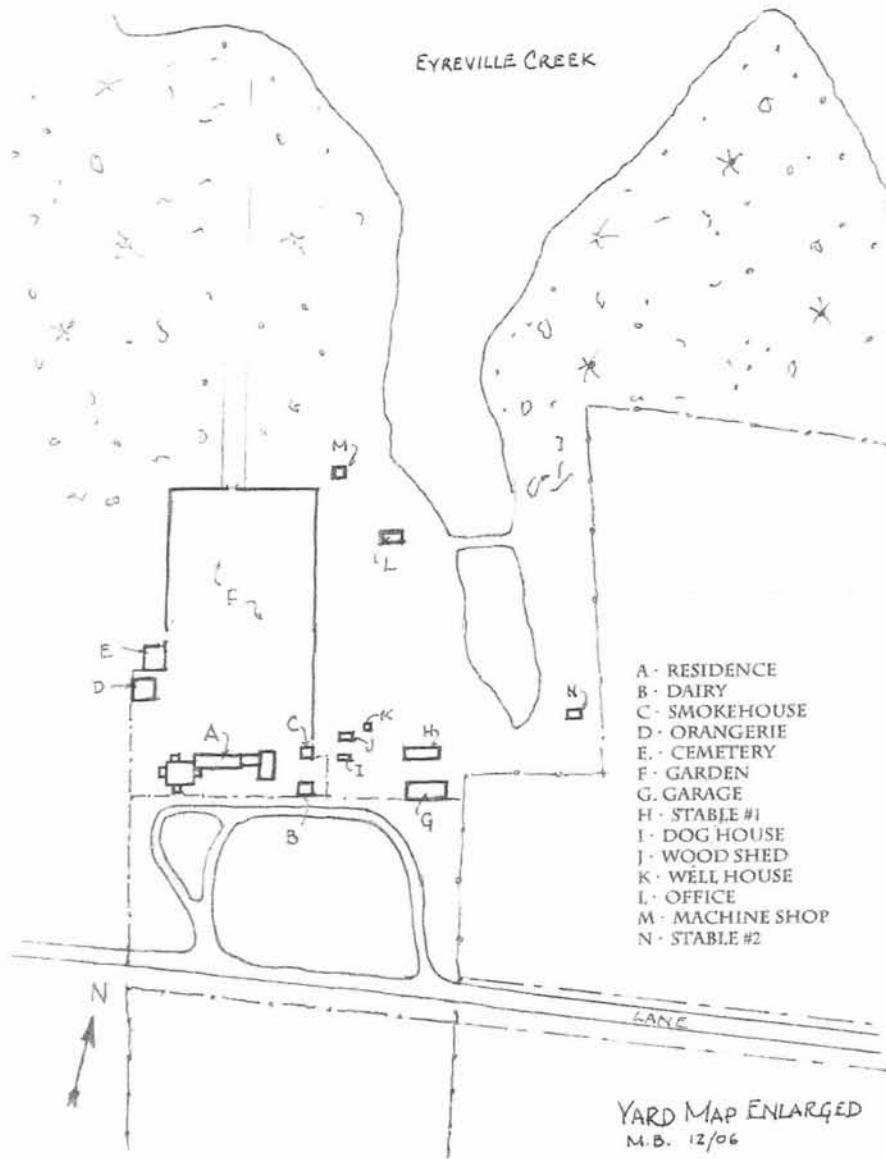 EYREVILLE CREEK
M
L
F
E
D
A
C
K
J
I
H
N
B
G
A · RESIDENCE
B · DAIRY
C · SMOKEHOUSE
D · ORANGERIE
E. · CEMETERY
F · GARDEN
G. GARAGE
H · STABLE #1
I · DOG HOUSE
J · WOOD SHED
K · WELL HOUSE
L · OFFICE
M · MACHINE SHOP
N · STABLE #2
N
LANE
YARD MAP ENLARGED
M.B. 12/06